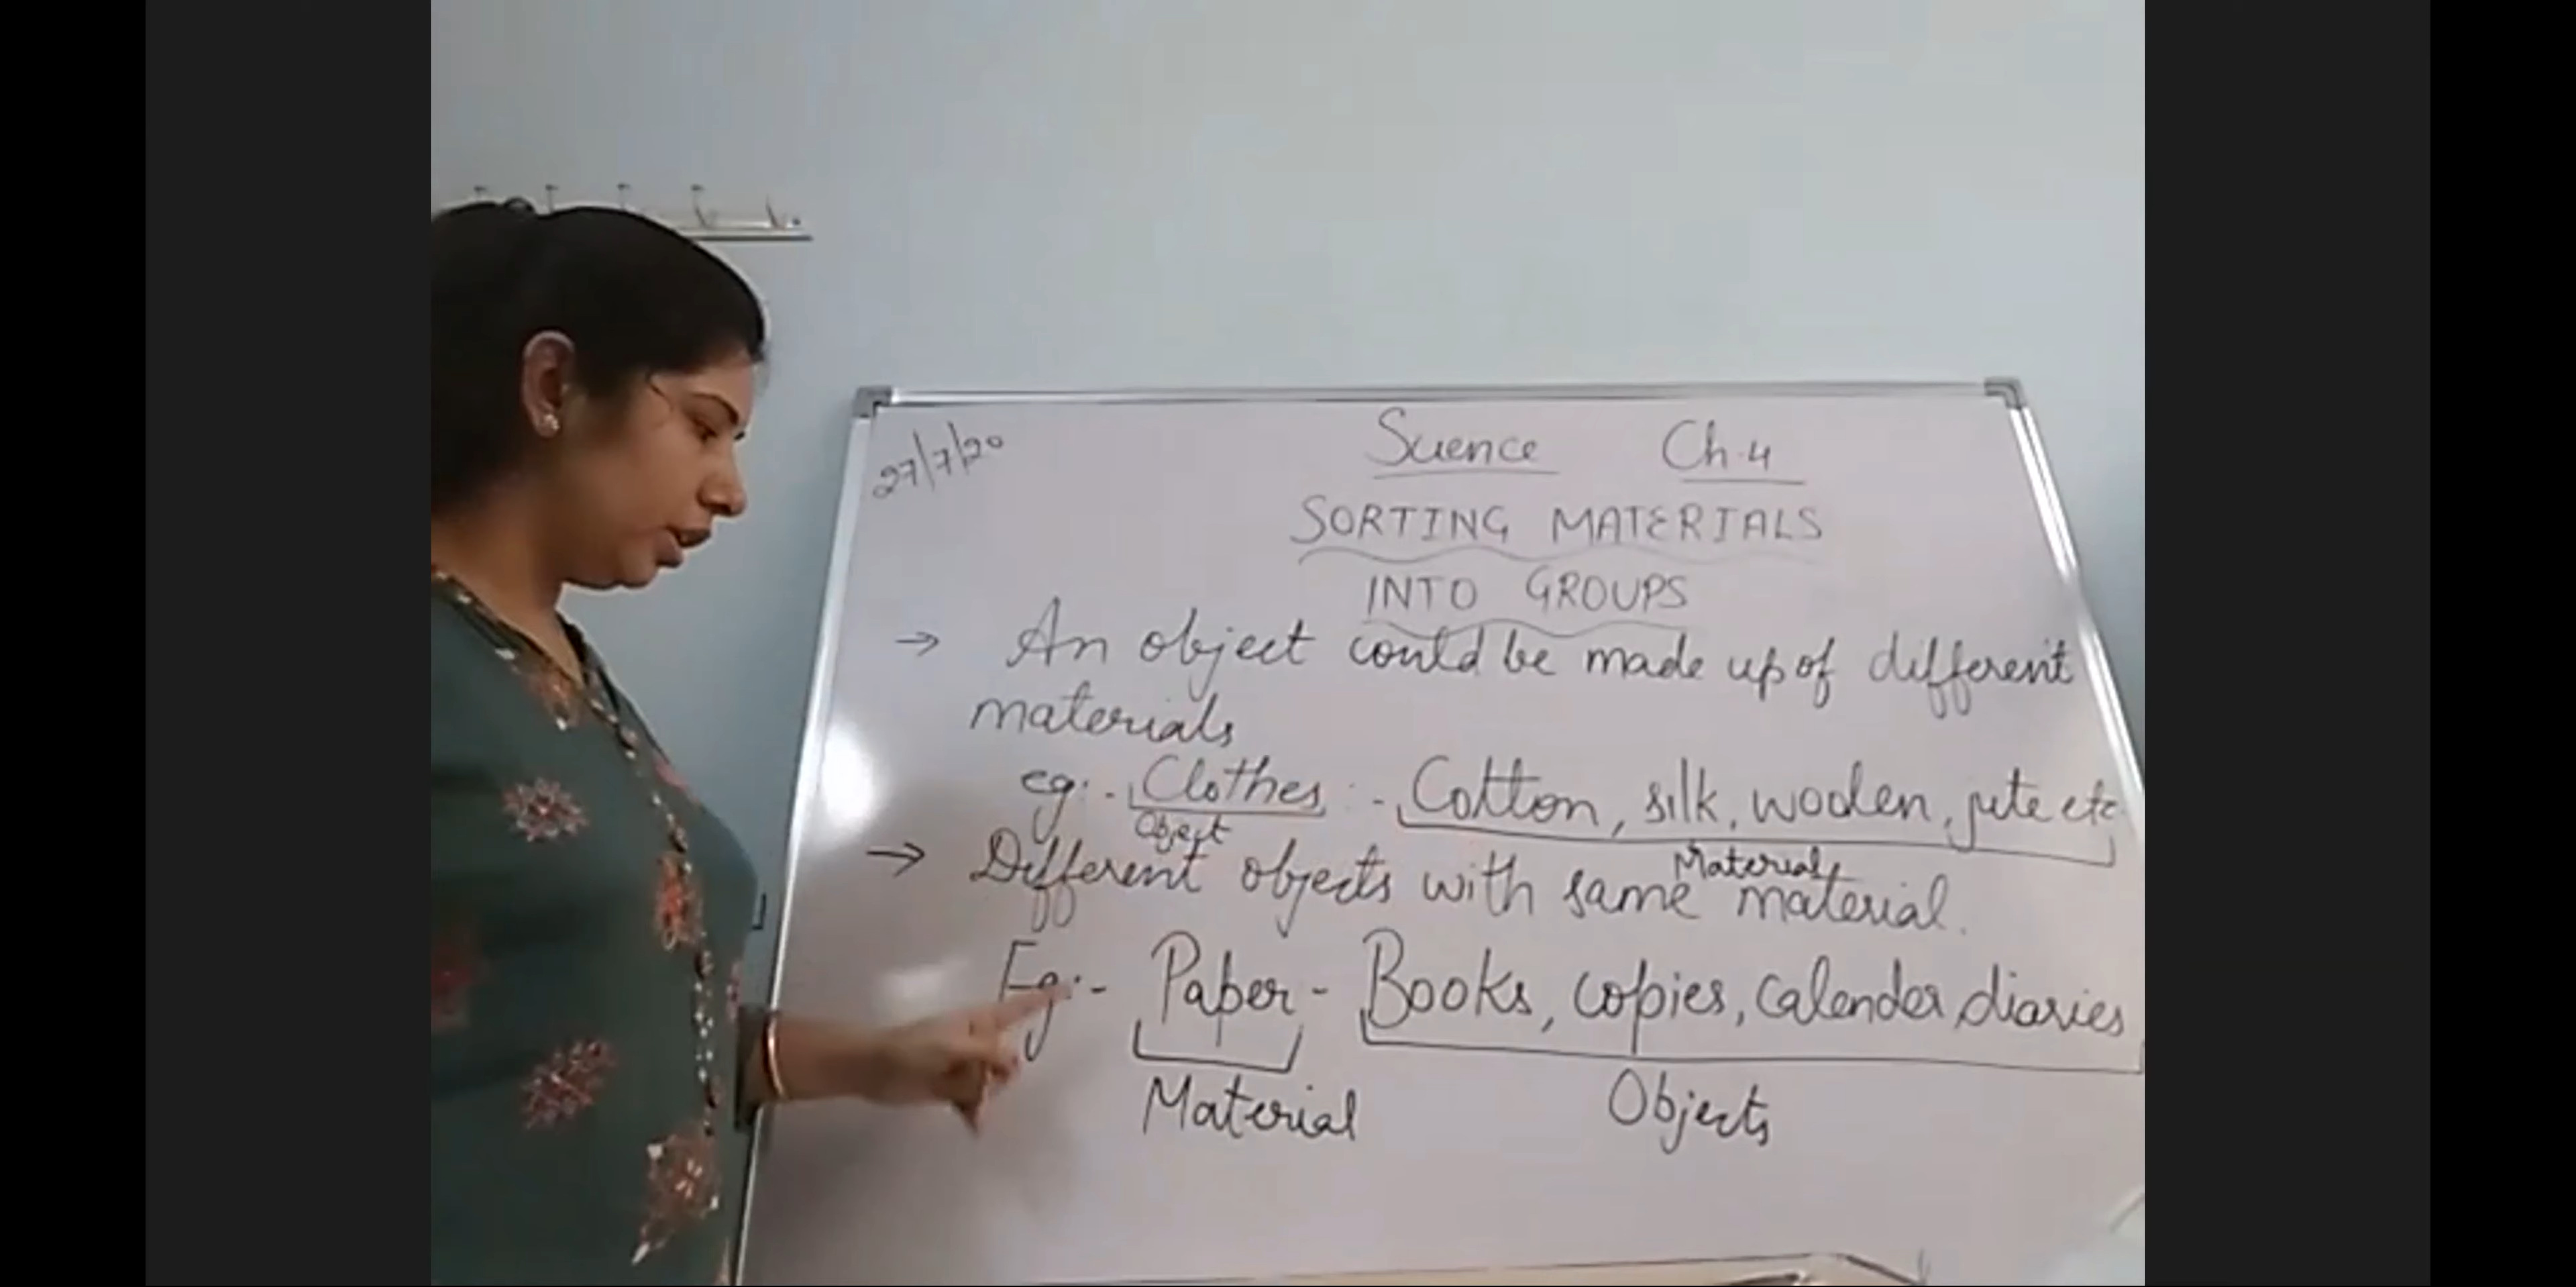 27/7/20
Science Ch.4
SORTING MATERIALS
INTO GROUPS
→ An object could be made up of different
materials
eg:- Clothes :- Cotton, silk, woolen, jute etc
Object
Materials
→ Different objects with same material.
Eg:- Paper - Books, copies, calender, diaries
Material Objects